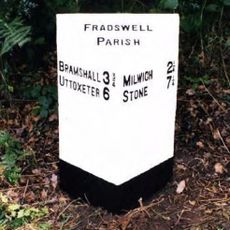 FRADSWELL
PARISH
BRAMSHALL 3
UTTOXETER 6
MILWICH 2
STONE 7